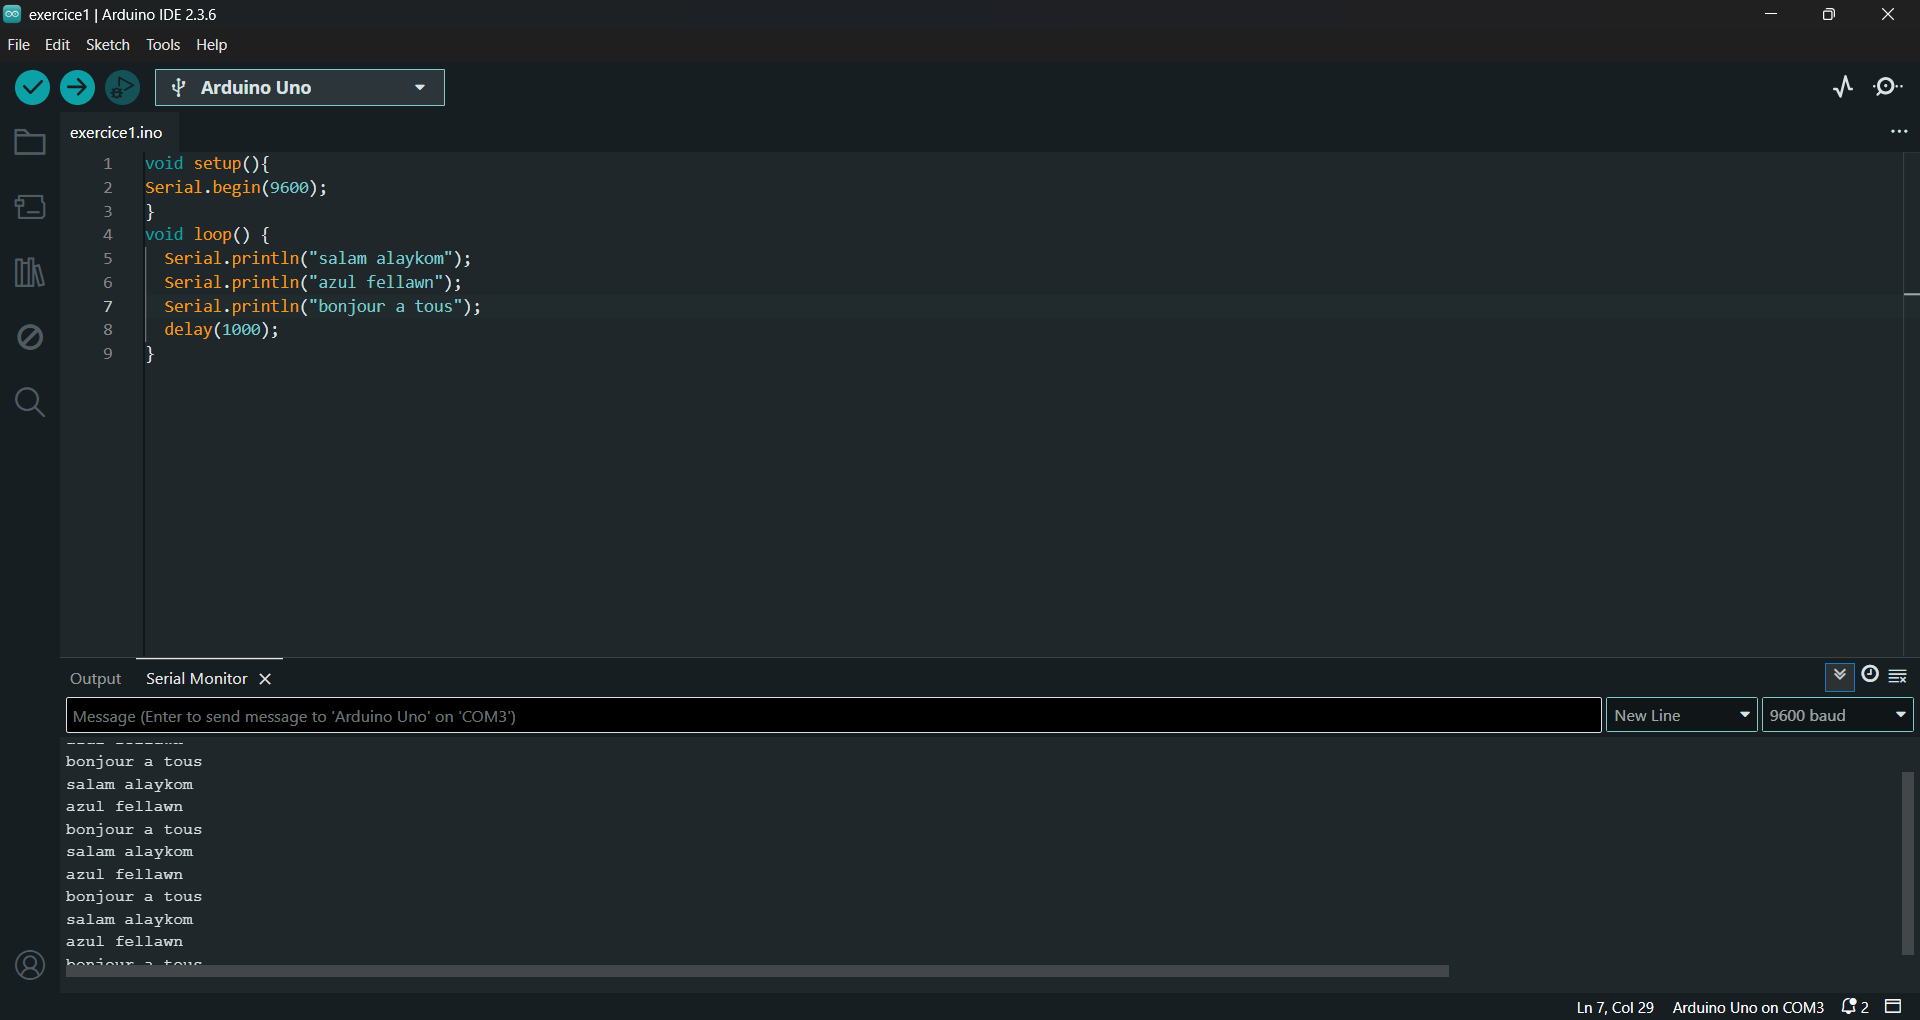 exercice1 | Arduino IDE 2.3.6
File Edit Sketch Tools Help
Arduino Uno
exercice1.ino
1 void setup(){
2 Serial.begin(9600);
3 }
4 void loop() {
5 Serial.println("salam alaykom");
6 Serial.println("azul fellawn");
7 Serial.println("bonjour a tous");
8 delay(1000);
9 }
Output Serial Monitor
Message (Enter to send message to 'Arduino Uno' on 'COM3')
New Line
9600 baud
bonjour a tous
salam alaykom
azul fellawn
bonjour a tous
salam alaykom
azul fellawn
bonjour a tous
salam alaykom
azul fellawn
bonjour a tous
Ln 7, Col 29 Arduino Uno on COM3 2